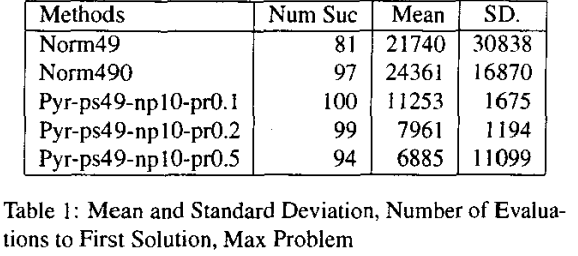 Methods Num Suc Mean SD.
Norm49 81 21740 30838
Norm490 97 24361 16870
Pyr-ps49-np10-pr0.1 100 11253 1675
Pyr-ps49-np10-pr0.2 99 7961 1194
Pyr-ps49-np10-pr0.5 94 6885 11099
Table 1: Mean and Standard Deviation, Number of Evalua-
tions to First Solution, Max Problem